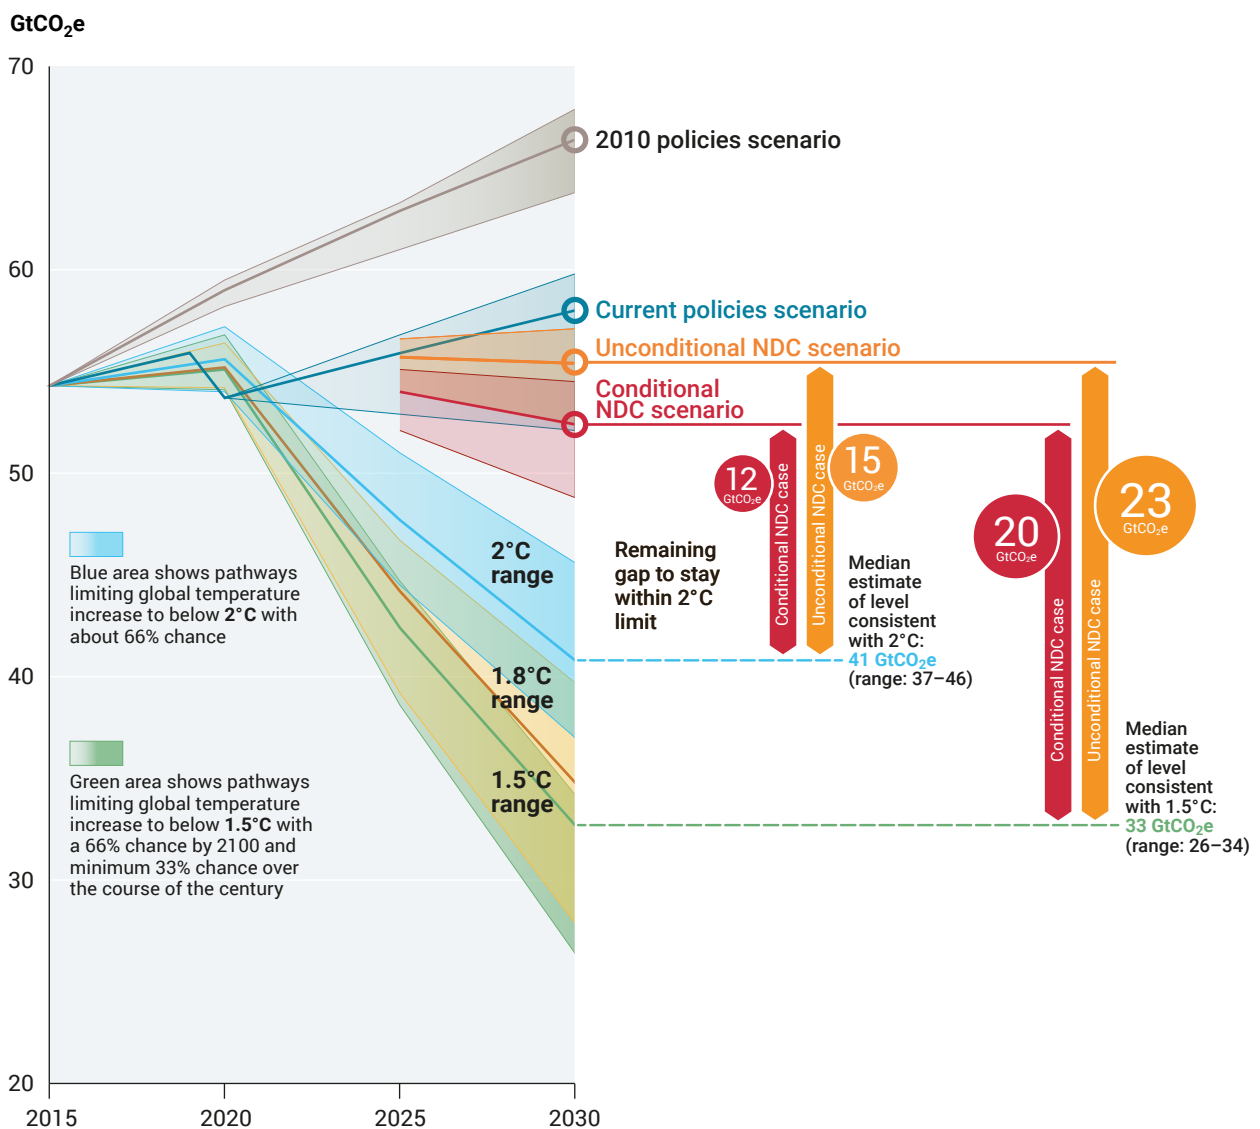 GtCO₂e
70
60
50
40
30
20
2015
2020
2025
2030
2010 policies scenario
Current policies scenario
Unconditional NDC scenario
Conditional
NDC scenario
2°C
range
1.8°C
range
1.5°C
range
Blue area shows pathways
limiting global temperature
increase to below 2°C with
about 66% chance
Green area shows pathways
limiting global temperature
increase to below 1.5°C with
a 66% chance by 2100 and
minimum 33% chance over
the course of the century
Remaining
gap to stay
within 2°C
limit
12
GtCO₂e
Conditional NDC case
Unconditional NDC case
15
GtCO₂e
Median
estimate
of level
consistent
with 2°C:
41 GtCO₂e
(range: 37–46)
20
GtCO₂e
Conditional NDC case
Unconditional NDC case
23
GtCO₂e
Median
estimate
of level
consistent
with 1.5°C:
33 GtCO₂e
(range: 26–34)